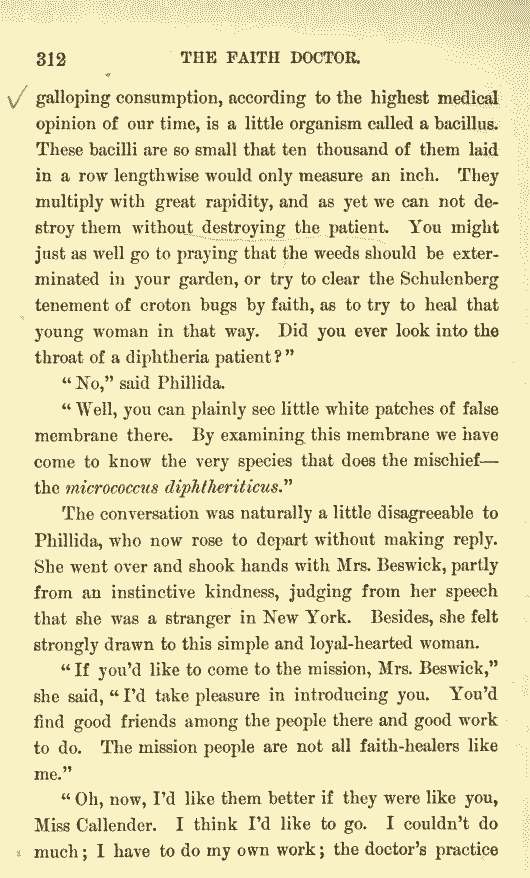 312 THE FAITH DOCTOR.
galloping consumption, according to the highest medical
opinion of our time, is a little organism called a bacillus.
These bacilli are so small that ten thousand of them laid
in a row lengthwise would only measure an inch. They
multiply with great rapidity, and as yet we can not de-
stroy them without destroying the patient. You might
just as well go to praying that the weeds should be exter-
minated in your garden, or try to clear the Schulenberg
tenement of croton bugs by faith, as to try to heal that
young woman in that way. Did you ever look into the
throat of a diphtheria patient?"
"No," said Phillida.
"Well, you can plainly see little white patches of false
membrane there. By examining this membrane we have
come to know the very species that does the mischief—
the micrococcus diphtheriticus."
The conversation was naturally a little disagreeable to
Phillida, who now rose to depart without making reply.
She went over and shook hands with Mrs. Beswick, partly
from an instinctive kindness, judging from her speech
that she was a stranger in New York. Besides, she felt
strongly drawn to this simple and loyal-hearted woman.
"If you'd like to come to the mission, Mrs. Beswick,"
she said, "I'd take pleasure in introducing you. You'd
find good friends among the people there and good work
to do. The mission people are not all faith-healers like
me."
"Oh, now, I'd like them better if they were like you,
Miss Callender. I think I'd like to go. I couldn't do
much; I have to do my own work; the doctor's practice